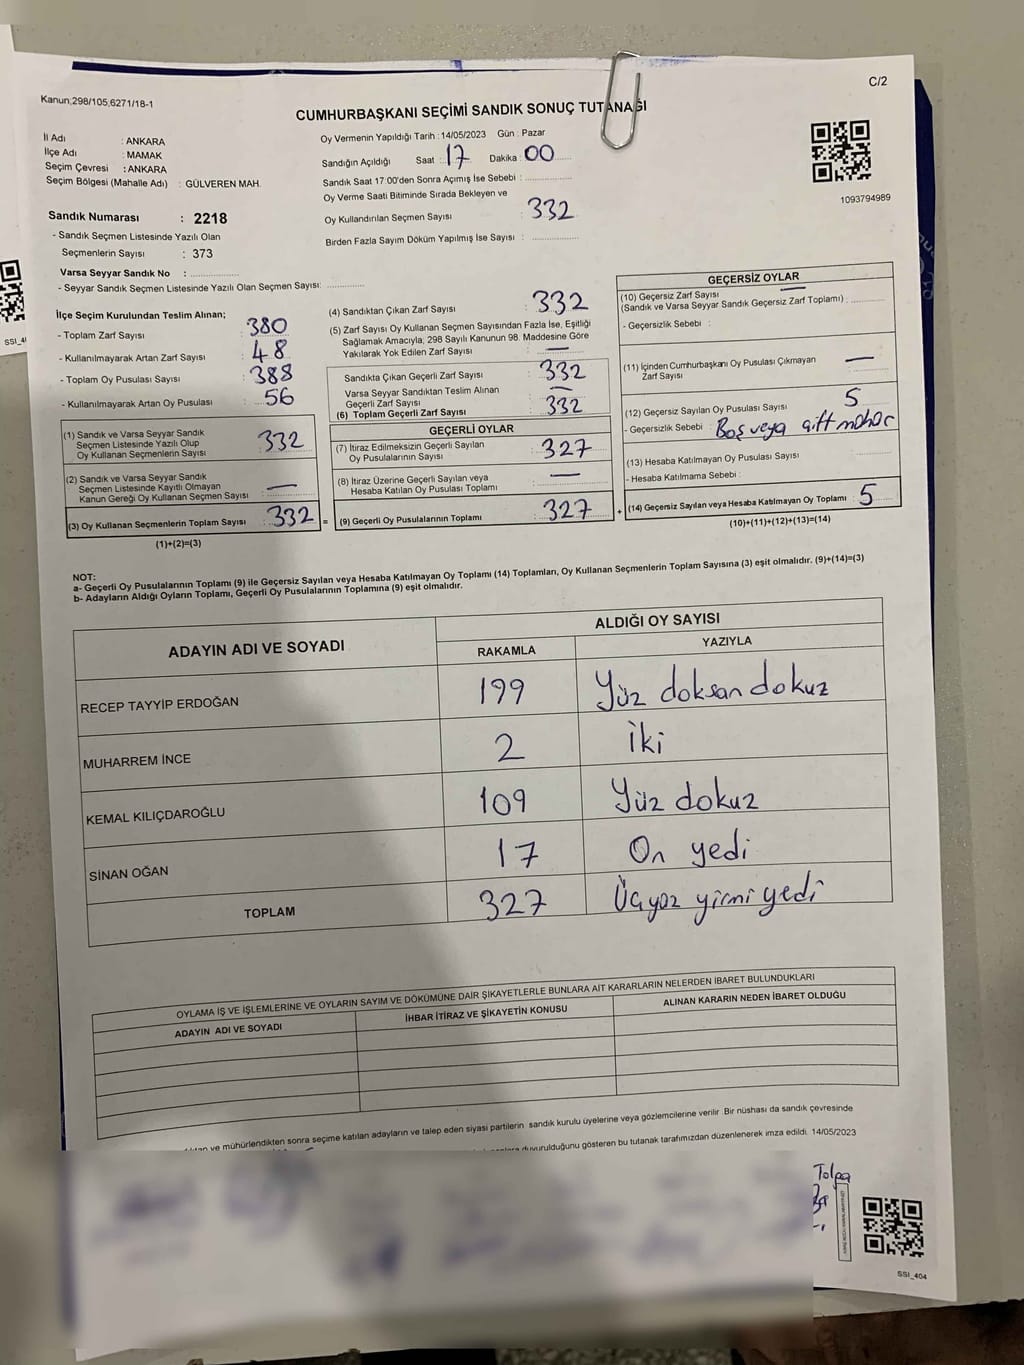 C/2
Kanun;298/105,6271/18-1
CUMHURBAŞKANI SEÇİMİ SANDIK SONUÇ TUTANAĞI
İl Adı : ANKARA
İlçe Adı : MAMAK
Seçim Çevresi : ANKARA
Seçim Bölgesi (Mahalle Adı) : GÜLVEREN MAH.
Oy Vermenin Yapıldığı Tarih : 14/05/2023 Gün : Pazar
Sandığın Açıldığı Saat : 17 Dakika : 00
Sandık Saat 17:00'den Sonra Açımış İse Sebebi :
Oy Verme Saati Bitiminde Sırada Bekleyen ve
Oy Kullandırılan Seçmen Sayısı : 332
Birden Fazla Sayım Döküm Yapılmış İse Sayısı :
1093794989
Sandık Numarası : 2218
- Sandık Seçmen Listesinde Yazılı Olan
Seçmenlerin Sayısı : 373
Varsa Seyyar Sandık No :
- Seyyar Sandık Seçmen Listesinde Yazılı Olan Seçmen Sayısı:
İlçe Seçim Kurulundan Teslim Alınan;
- Toplam Zarf Sayısı : 380
- Kullanılmayarak Artan Zarf Sayısı : 48
- Toplam Oy Pusulası Sayısı : 388
- Kullanılmayarak Artan Oy Pusulası : 56
(1) Sandık ve Varsa Seyyar Sandık
Seçmen Listesinde Yazılı Olup
Oy Kullanan Seçmenlerin Sayısı : 332
(2) Sandık ve Varsa Seyyar Sandık
Seçmen Listesinde Kayıtlı Olmayan
Kanun Gereği Oy Kullanan Seçmen Sayısı : —
(3) Oy Kullanan Seçmenlerin Toplam Sayısı : 332 =
(1)+(2)=(3)
(4) Sandıktan Çıkan Zarf Sayısı : 332
(5) Zarf Sayısı Oy Kullanan Seçmen Sayısından Fazla İse, Eşitliği
Sağlamak Amacıyla, 298 Sayılı Kanunun 98. Maddesine Göre
Yakılarak Yok Edilen Zarf Sayısı : —
Sandıkta Çıkan Geçerli Zarf Sayısı : 332
Varsa Seyyar Sandıktan Teslim Alınan
Geçerli Zarf Sayısı : —
(6) Toplam Geçerli Zarf Sayısı : 332
GEÇERLİ OYLAR
(7) İtiraz Edilmeksizin Geçerli Sayılan
Oy Pusulalarının Sayısı : 327
(8) İtiraz Üzerine Geçerli Sayılan veya
Hesaba Katılan Oy Pusulası Toplamı : —
(9) Geçerli Oy Pusulalarının Toplamı : 327 +
GEÇERSİZ OYLAR
(10) Geçersiz Zarf Sayısı —
(Sandık ve Varsa Seyyar Sandık Geçersiz Zarf Toplamı) :
- Geçersizlik Sebebi :
(11) İçinden Cumhurbaşkanı Oy Pusulası Çıkmayan
Zarf Sayısı : —
(12) Geçersiz Sayılan Oy Pusulası Sayısı : 5
- Geçersizlik Sebebi : Boş veya çift mühür
(13) Hesaba Katılmayan Oy Pusulası Sayısı :
- Hesaba Katılmama Sebebi :
(14) Geçersiz Sayılan veya Hesaba Katılmayan Oy Toplamı : 5
(10)+(11)+(12)+(13)=(14)
NOT:
a- Geçerli Oy Pusulalarının Toplamı (9) ile Geçersiz Sayılan veya Hesaba Katılmayan Oy Toplamı (14) Toplamları, Oy Kullanan Seçmenlerin Toplam Sayısına (3) eşit olmalıdır. (9)+(14)=(3)
b- Adayların Aldığı Oyların Toplamı, Geçerli Oy Pusulalarının Toplamına (9) eşit olmalıdır.
ADAYIN ADI VE SOYADI
ALDIĞI OY SAYISI
RAKAMLA YAZIYLA
RECEP TAYYİP ERDOĞAN 199 Yüz doksan dokuz
MUHARREM İNCE 2 İki
KEMAL KILIÇDAROĞLU 109 Yüz dokuz
SİNAN OĞAN 17 On yedi
TOPLAM 327 Üçyüz yirmi yedi
OYLAMA İŞ VE İŞLEMLERİNE VE OYLARIN SAYIM VE DÖKÜMÜNE DAİR ŞİKAYETLERLE BUNLARA AİT KARARLARIN NELERDEN İBARET BULUNDUKLARI
ADAYIN ADI VE SOYADI İHBAR İTİRAZ VE ŞİKAYETİN KONUSU ALINAN KARARIN NEDEN İBARET OLDUĞU
ve mühürlendikten sonra seçime katılan adayların ve talep eden siyasi partilerin sandık kurulu üyelerine veya gözlemcilerine verilir .Bir nüshası da sandık çevresinde
duyurulduğunu gösteren bu tutanak tarafımızdan düzenlenerek imza edildi. 14/05/2023
SSI_404